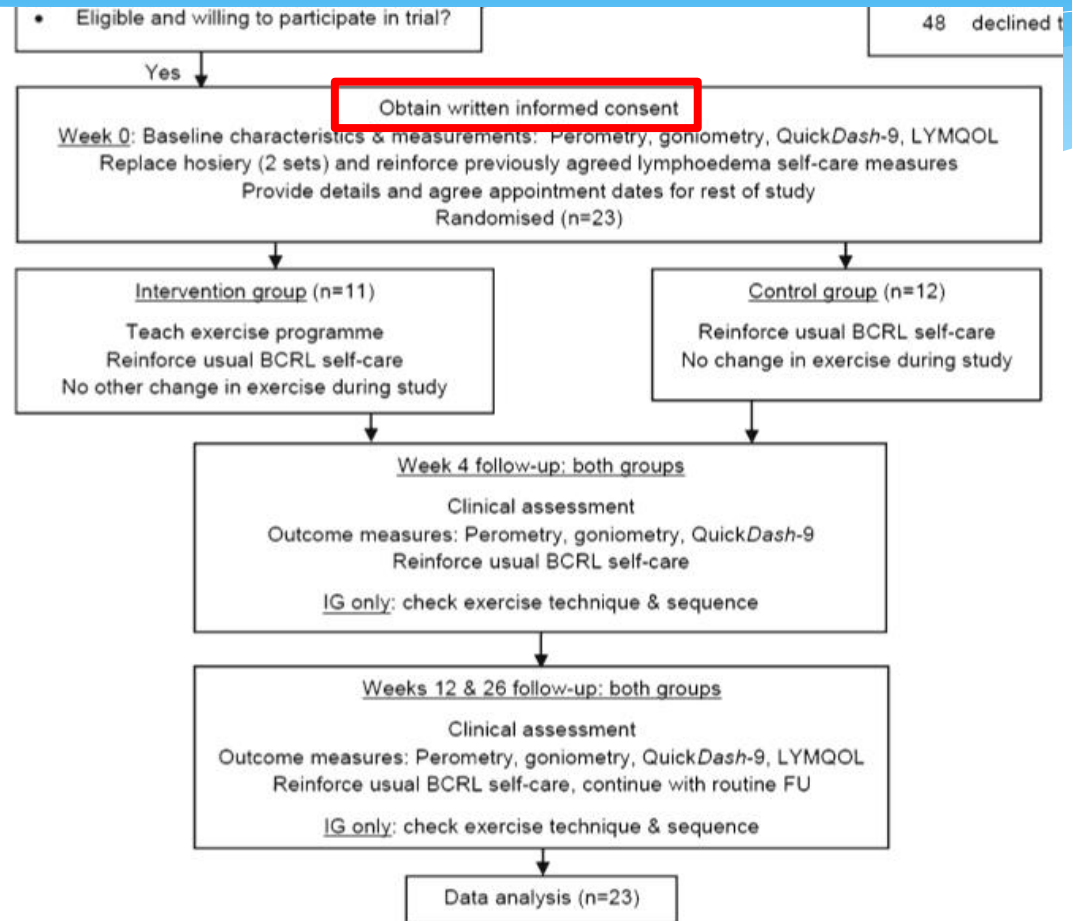 • Eligible and willing to participate in trial?
48 declined t
Yes
Obtain written informed consent
Week 0: Baseline characteristics & measurements: Perometry, goniometry, QuickDash-9, LYMQOL
Replace hosiery (2 sets) and reinforce previously agreed lymphoedema self-care measures
Provide details and agree appointment dates for rest of study
Randomised (n=23)
Intervention group (n=11)
Teach exercise programme
Reinforce usual BCRL self-care
No other change in exercise during study
Control group (n=12)
Reinforce usual BCRL self-care
No change in exercise during study
Week 4 follow-up: both groups
Clinical assessment
Outcome measures: Perometry, goniometry, QuickDash-9
Reinforce usual BCRL self-care
IG only: check exercise technique & sequence
Weeks 12 & 26 follow-up: both groups
Clinical assessment
Outcome measures: Perometry, goniometry, QuickDash-9, LYMQOL
Reinforce usual BCRL self-care, continue with routine FU
IG only: check exercise technique & sequence
Data analysis (n=23)